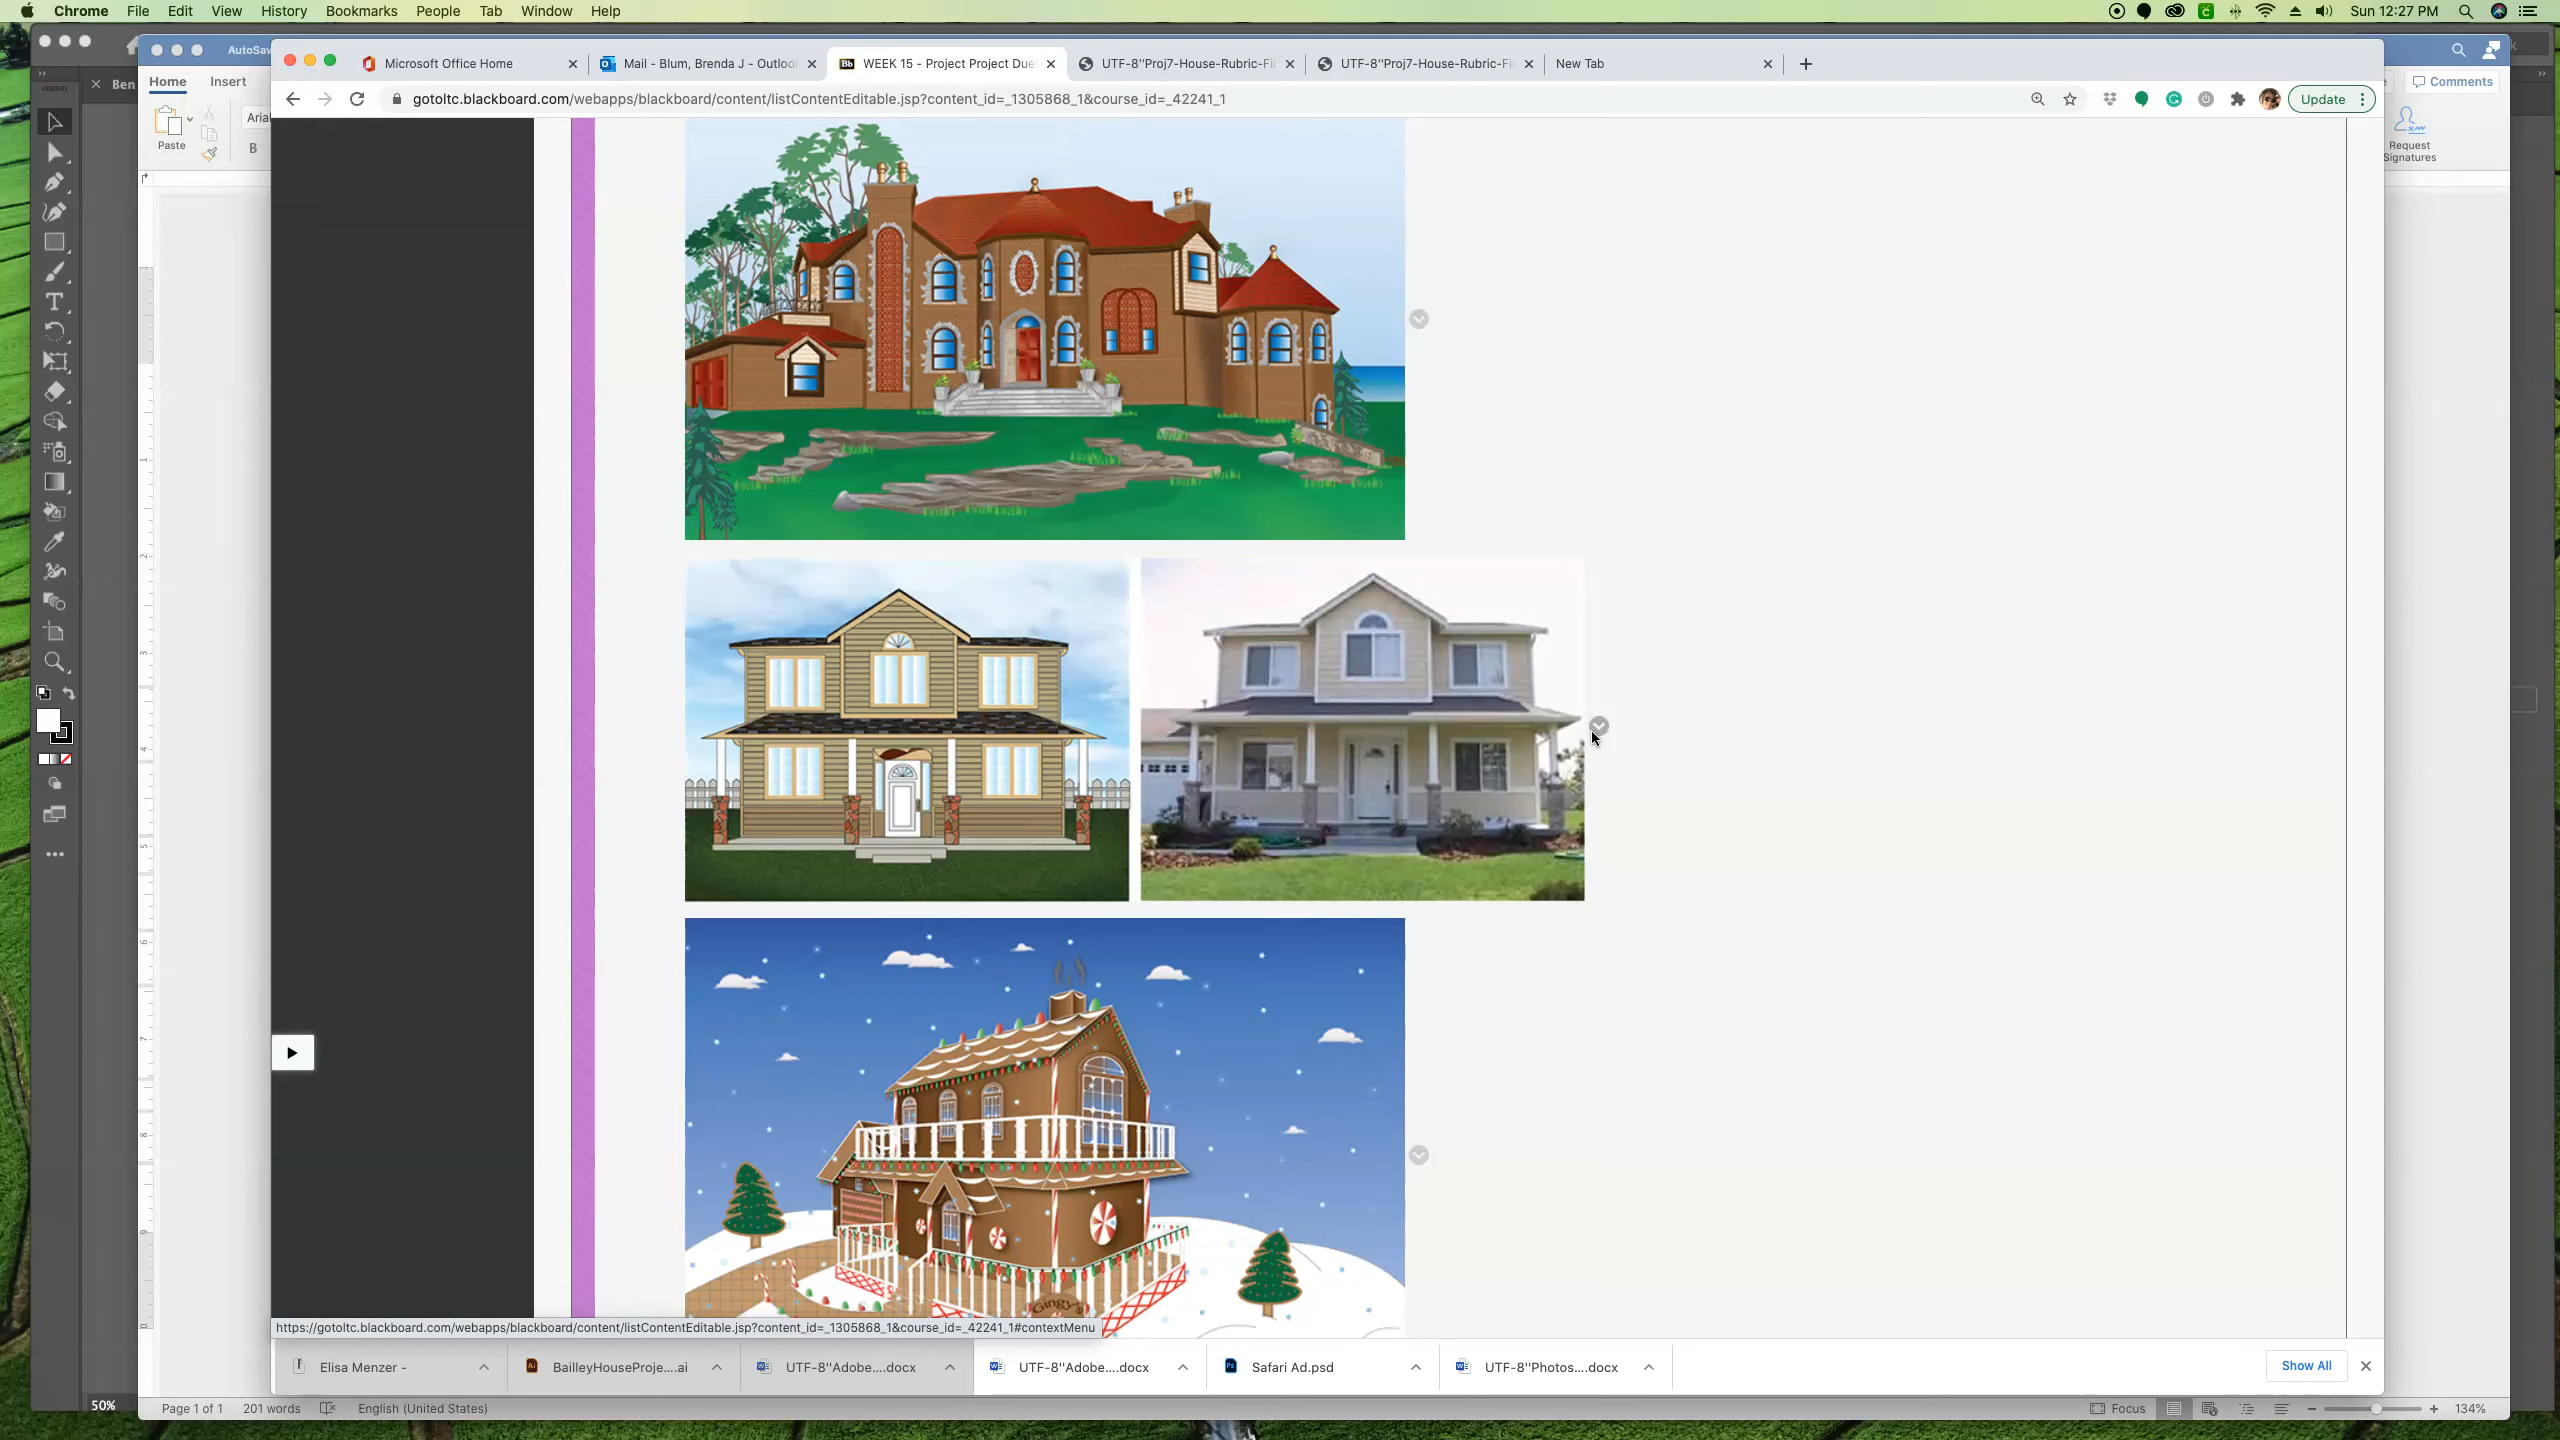 Chrome File Edit View History Bookmarks People Tab Window Help Sun 12:27 PM
AutoSav
Microsoft Office Home
Mail - Blum, Brenda J - Outloo
WEEK 15 - Project Project Due
UTF-8''Proj7-House-Rubric-Fi
UTF-8''Proj7-House-Rubric-Fi
New Tab
Ben
Home Insert
gotoltc.blackboard.com/webapps/blackboard/content/listContentEditable.jsp?content_id=_1305868_1&course_id=_42241_1
Update
Comments
Paste
Aria
B
Request
Signatures
Gingy's
https://gotoltc.blackboard.com/webapps/blackboard/content/listContentEditable.jsp?content_id=_1305868_1&course_id=_42241_1#contextMenu
Elisa Menzer -
BailleyHouseProje....ai
UTF-8''Adobe....docx
UTF-8''Adobe....docx
Safari Ad.psd
UTF-8''Photos....docx
Show All
50%
Page 1 of 1 201 words English (United States) Focus 134%